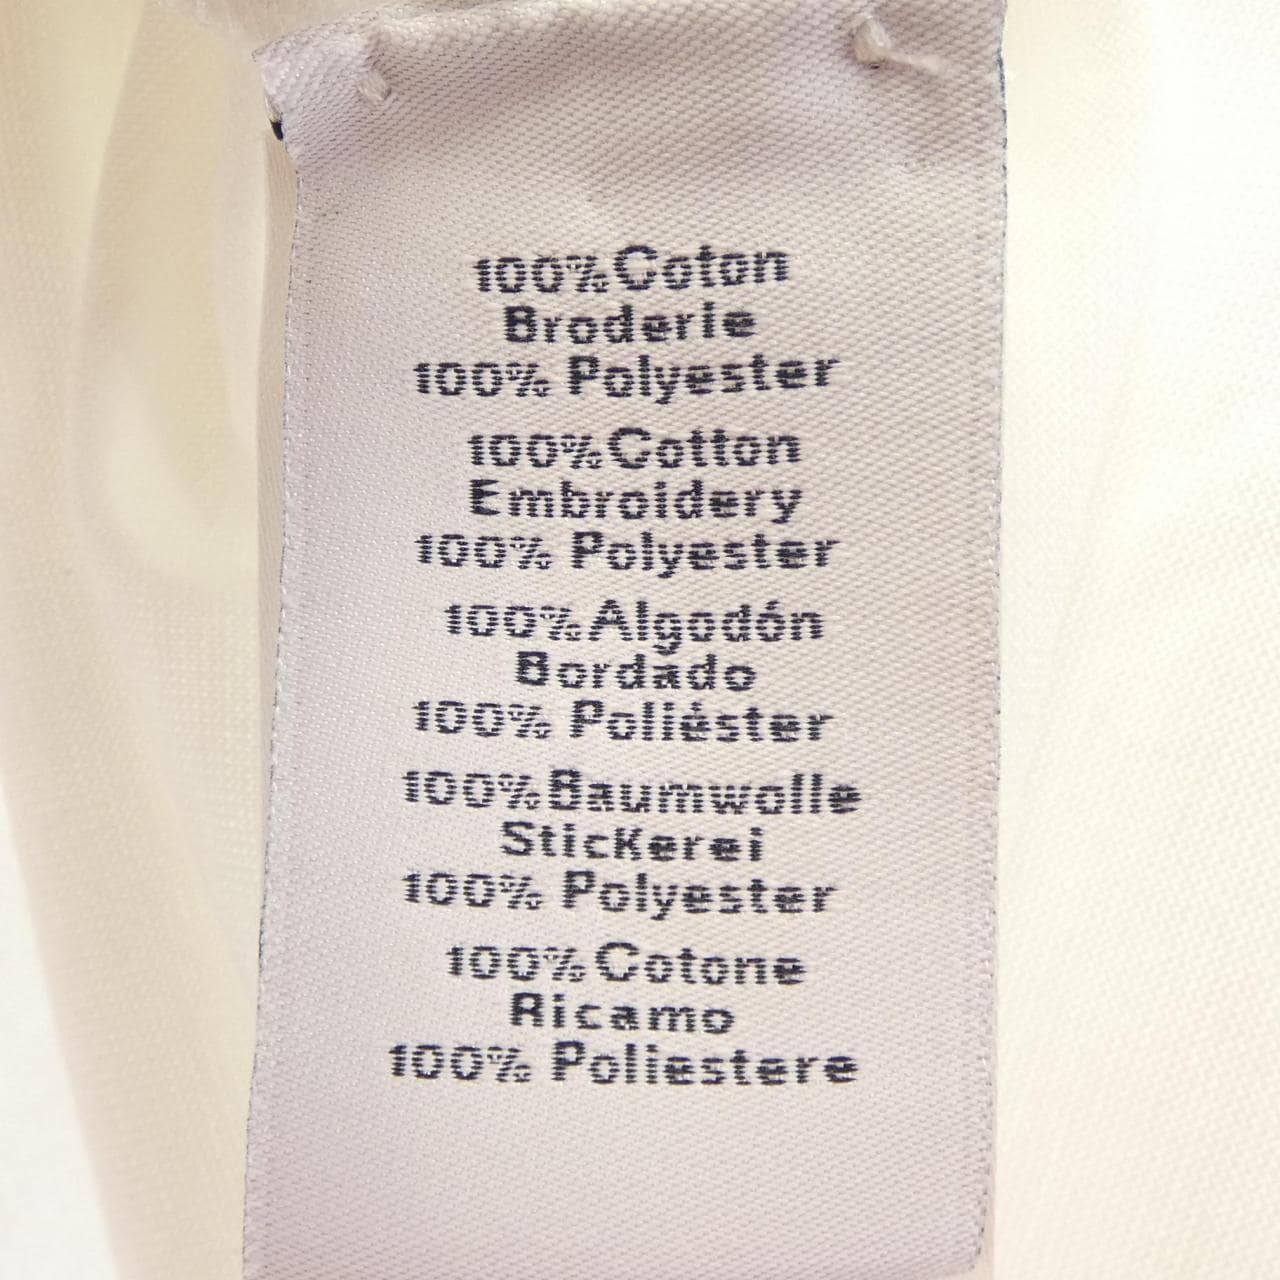 100%Coton
Broderie
100% Polyester
100%Cotton
Embroidery
100% Polyester
100%Algodón
Bordado
100% Poliéster
100%Baumwolle
SticKerei
100% Polyester
100%Cotone
Ricamo
100% Poliestere